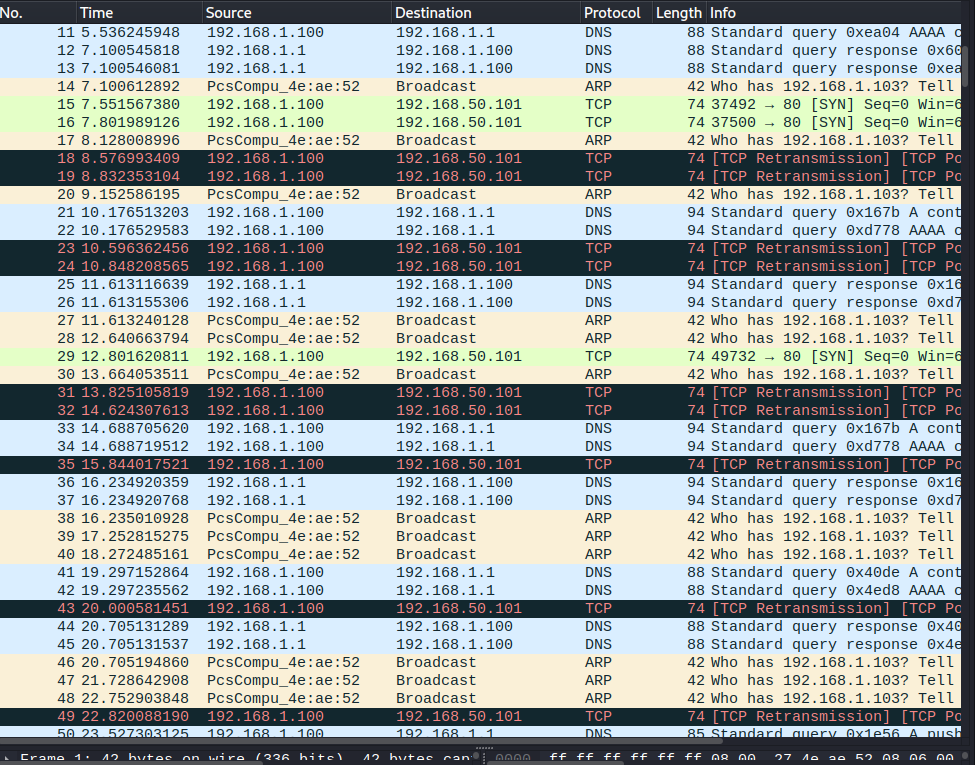 No. Time Source Destination Protocol Length Info
11 5.536245948 192.168.1.100 192.168.1.1 DNS 88 Standard query 0xea04 AAAA c
12 7.100545818 192.168.1.1 192.168.1.100 DNS 88 Standard query response 0x60
13 7.100546081 192.168.1.1 192.168.1.100 DNS 88 Standard query response 0xea
14 7.100612892 PcsCompu_4e:ae:52 Broadcast ARP 42 Who has 192.168.1.103? Tell
15 7.551567380 192.168.1.100 192.168.50.101 TCP 74 37492 → 80 [SYN] Seq=0 Win=6
16 7.801989126 192.168.1.100 192.168.50.101 TCP 74 37500 → 80 [SYN] Seq=0 Win=6
17 8.128008996 PcsCompu_4e:ae:52 Broadcast ARP 42 Who has 192.168.1.103? Tell
18 8.576993409 192.168.1.100 192.168.50.101 TCP 74 [TCP Retransmission] [TCP Po
19 8.832353104 192.168.1.100 192.168.50.101 TCP 74 [TCP Retransmission] [TCP Po
20 9.152586195 PcsCompu_4e:ae:52 Broadcast ARP 42 Who has 192.168.1.103? Tell
21 10.176513203 192.168.1.100 192.168.1.1 DNS 94 Standard query 0x167b A cont
22 10.176529583 192.168.1.100 192.168.1.1 DNS 94 Standard query 0xd778 AAAA c
23 10.596362456 192.168.1.100 192.168.50.101 TCP 74 [TCP Retransmission] [TCP Po
24 10.848208565 192.168.1.100 192.168.50.101 TCP 74 [TCP Retransmission] [TCP Po
25 11.613116639 192.168.1.1 192.168.1.100 DNS 94 Standard query response 0x16
26 11.613155306 192.168.1.1 192.168.1.100 DNS 94 Standard query response 0xd7
27 11.613240128 PcsCompu_4e:ae:52 Broadcast ARP 42 Who has 192.168.1.103? Tell
28 12.640663794 PcsCompu_4e:ae:52 Broadcast ARP 42 Who has 192.168.1.103? Tell
29 12.801620811 192.168.1.100 192.168.50.101 TCP 74 49732 → 80 [SYN] Seq=0 Win=6
30 13.664053511 PcsCompu_4e:ae:52 Broadcast ARP 42 Who has 192.168.1.103? Tell
31 13.825105819 192.168.1.100 192.168.50.101 TCP 74 [TCP Retransmission] [TCP Po
32 14.624307613 192.168.1.100 192.168.50.101 TCP 74 [TCP Retransmission] [TCP Po
33 14.688705620 192.168.1.100 192.168.1.1 DNS 94 Standard query 0x167b A cont
34 14.688719512 192.168.1.100 192.168.1.1 DNS 94 Standard query 0xd778 AAAA c
35 15.844017521 192.168.1.100 192.168.50.101 TCP 74 [TCP Retransmission] [TCP Po
36 16.234920359 192.168.1.1 192.168.1.100 DNS 94 Standard query response 0x16
37 16.234920768 192.168.1.1 192.168.1.100 DNS 94 Standard query response 0xd7
38 16.235010928 PcsCompu_4e:ae:52 Broadcast ARP 42 Who has 192.168.1.103? Tell
39 17.252815275 PcsCompu_4e:ae:52 Broadcast ARP 42 Who has 192.168.1.103? Tell
40 18.272485161 PcsCompu_4e:ae:52 Broadcast ARP 42 Who has 192.168.1.103? Tell
41 19.297152864 192.168.1.100 192.168.1.1 DNS 88 Standard query 0x40de A cont
42 19.297235562 192.168.1.100 192.168.1.1 DNS 88 Standard query 0x4ed8 AAAA c
43 20.000581451 192.168.1.100 192.168.50.101 TCP 74 [TCP Retransmission] [TCP Po
44 20.705131289 192.168.1.1 192.168.1.100 DNS 88 Standard query response 0x40
45 20.705131537 192.168.1.1 192.168.1.100 DNS 88 Standard query response 0x4e
46 20.705194860 PcsCompu_4e:ae:52 Broadcast ARP 42 Who has 192.168.1.103? Tell
47 21.728642908 PcsCompu_4e:ae:52 Broadcast ARP 42 Who has 192.168.1.103? Tell
48 22.752903848 PcsCompu_4e:ae:52 Broadcast ARP 42 Who has 192.168.1.103? Tell
49 22.820088190 192.168.1.100 192.168.50.101 TCP 74 [TCP Retransmission] [TCP Po
50 23.527303125 192.168.1.100 192.168.1.1 DNS 85 Standard query 0x1e56 A push
Frame 1: 42 bytes on wire (336 bits), 42 bytes cap 0000 ff ff ff ff ff ff 08 00 27 4e ae 52 08 06 00